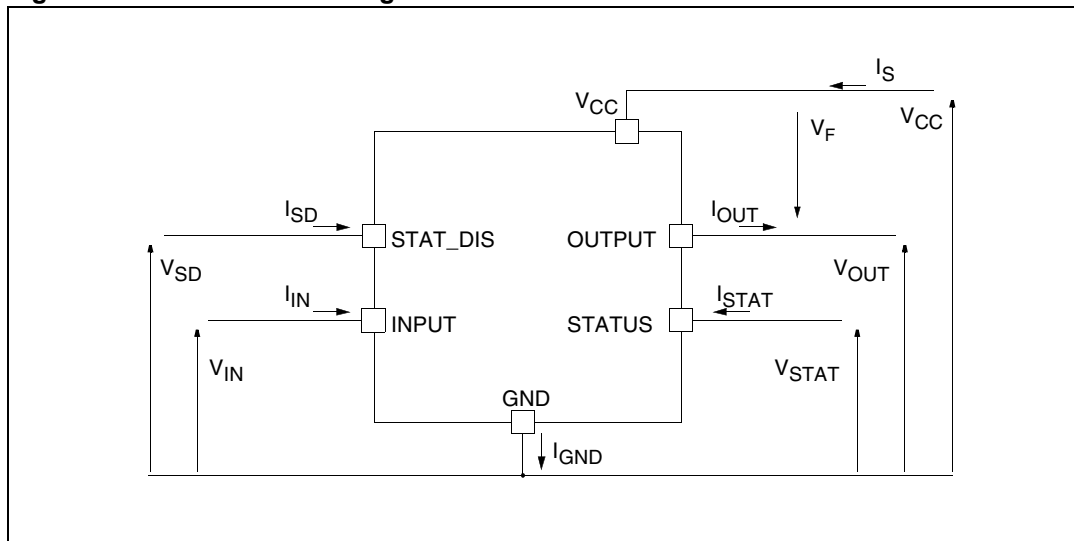 I_S
V_CC
V_CC
V_F
I_SD
I_OUT
STAT_DIS
OUTPUT
V_SD
V_OUT
I_IN
I_STAT
INPUT
STATUS
V_IN
V_STAT
GND
I_GND